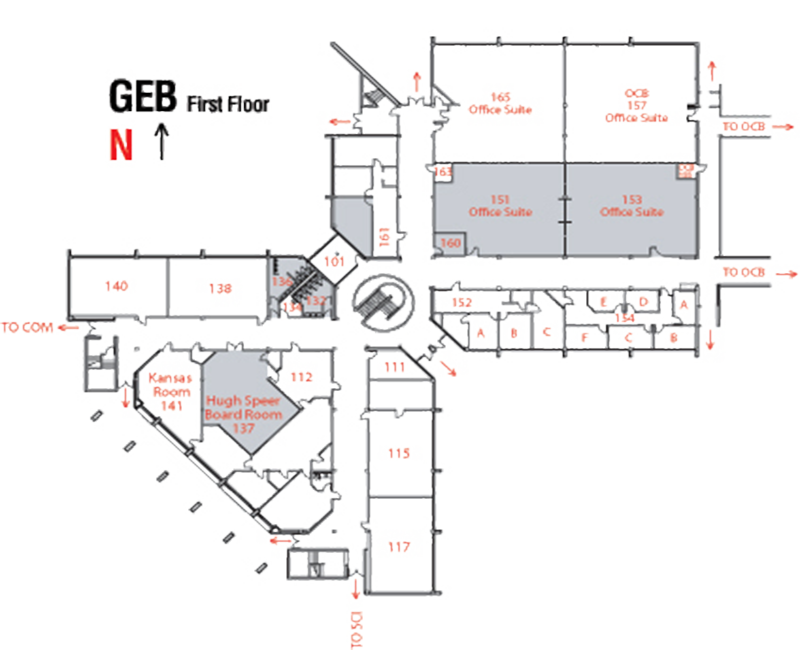 GEB First Floor
N
165
Office Suite
OCB
157
Office Suite
TO OCB
163
151
Office Suite
153
Office Suite
161
160
101
TO OCB
140
138
136
134
132
152
A
B
C
E
D
A
154
F
C
B
TO COM
Kansas
Room
141
Hugh Speer
Board Room
137
112
111
115
117
TO SCI